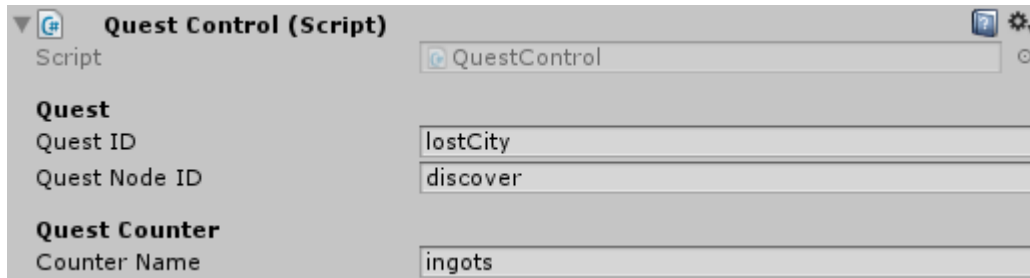 Quest Control (Script)
Script QuestControl
Quest
Quest ID lostCity
Quest Node ID discover
Quest Counter
Counter Name ingots